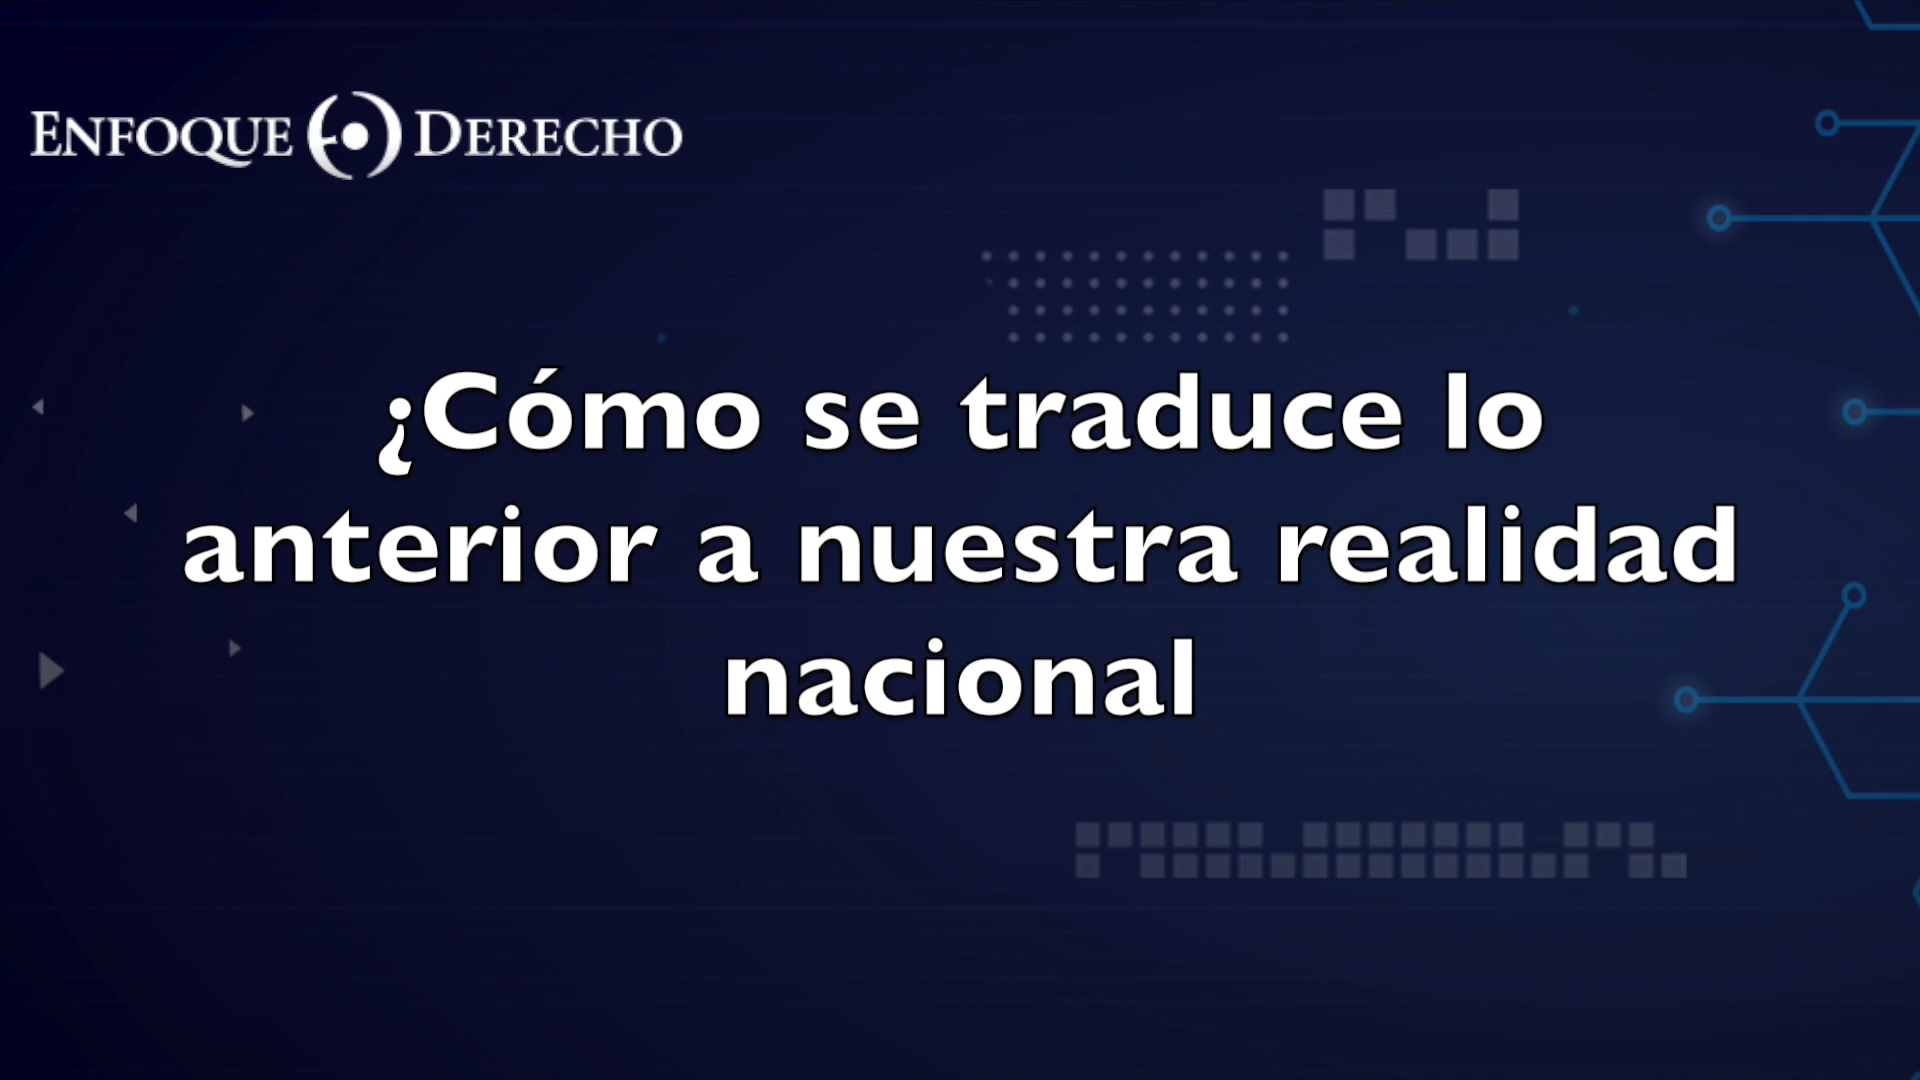 ENFOQUE DERECHO
¿Cómo se traduce lo
anterior a nuestra realidad
nacional